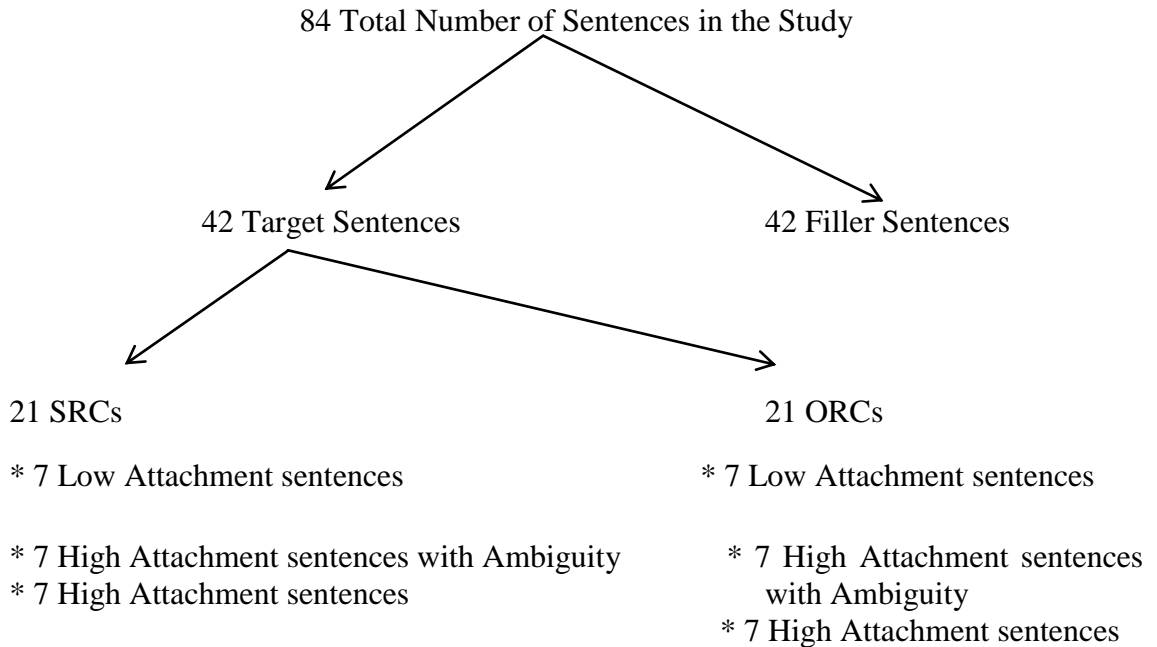 84 Total Number of Sentences in the Study
42 Target Sentences
42 Filler Sentences
21 SRCs
21 ORCs
* 7 Low Attachment sentences
* 7 Low Attachment sentences
* 7 High Attachment sentences with Ambiguity
* 7 High Attachment sentences
* 7 High Attachment sentences
with Ambiguity
* 7 High Attachment sentences